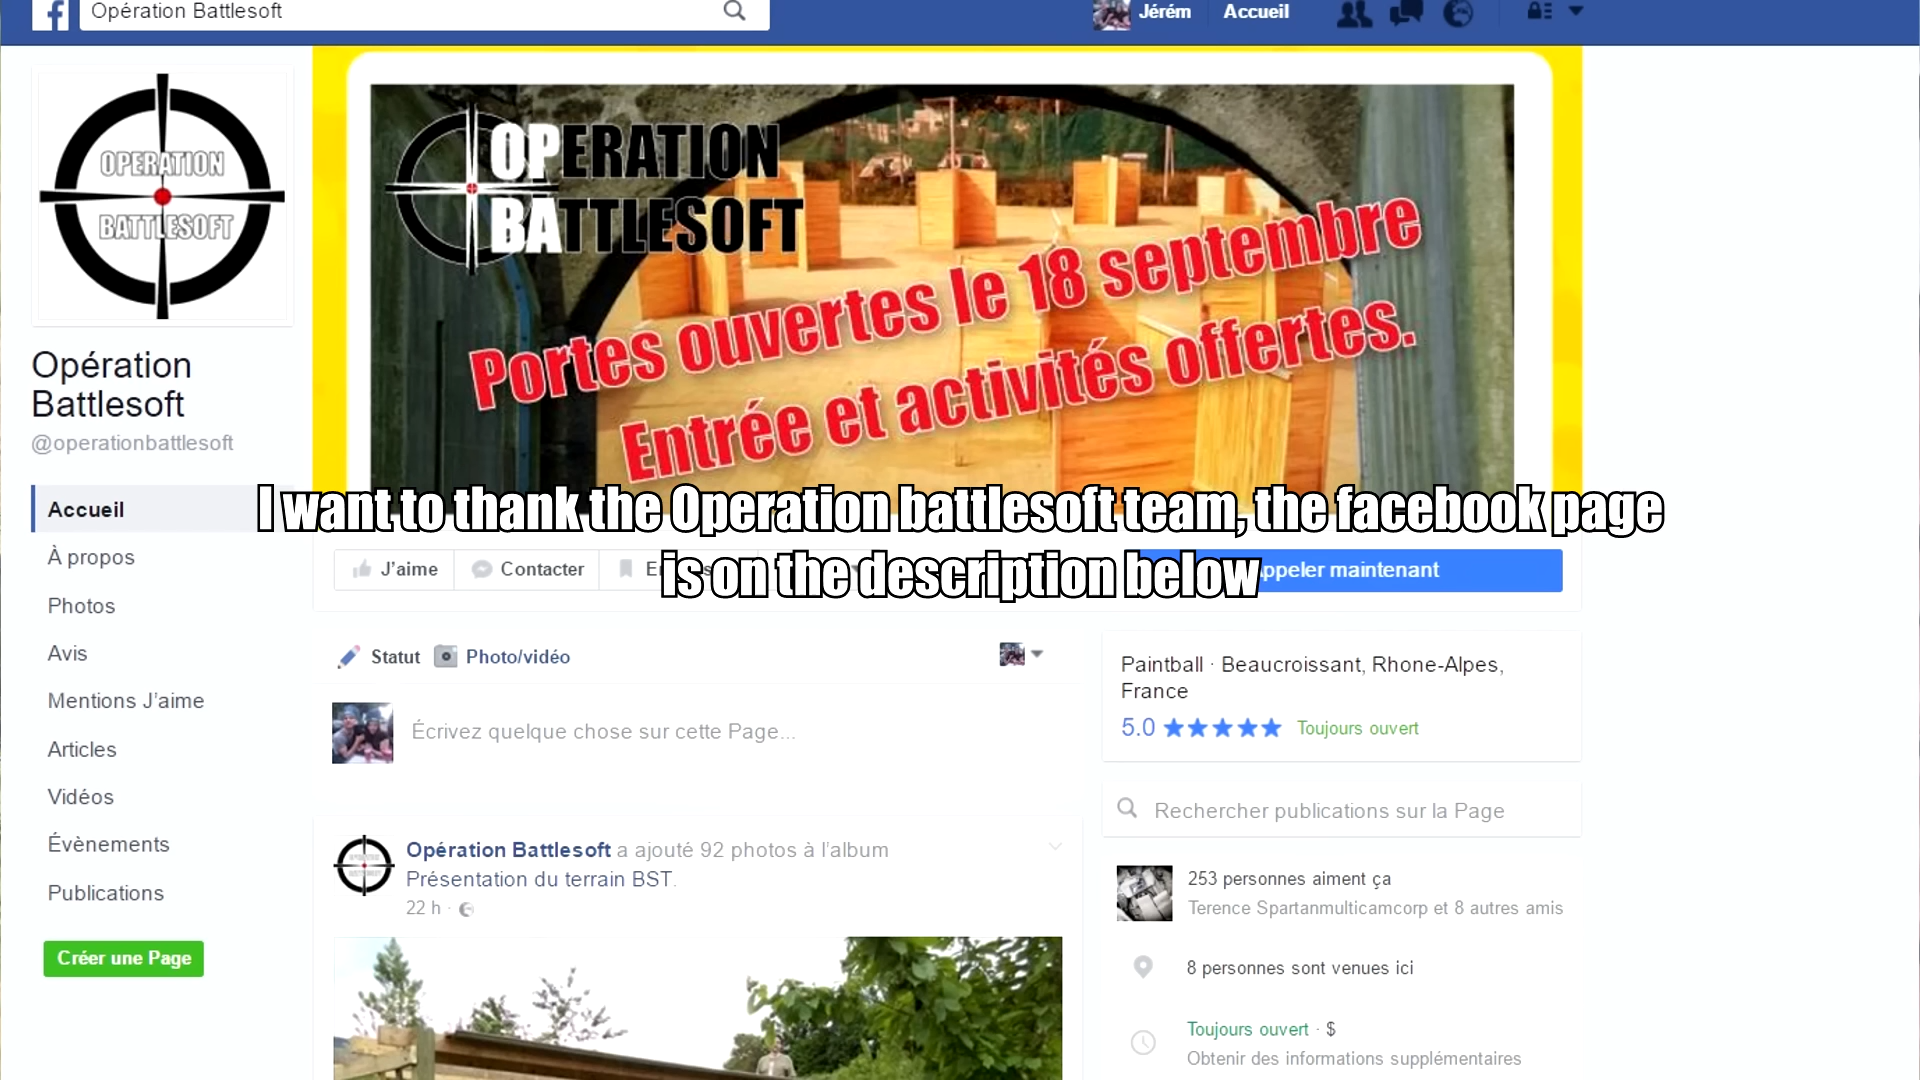 Opération Battlesoft
Jérém
Accueil
OPERATION
BATTLESOFT
OPERATION
BATTLESOFT
Portes ouvertes le 18 septembre
Entrée et activités offertes.
Opération
Battlesoft
@operationbattlesoft
I want to thank the Operation battlesoft team, the facebook page
is on the description below
Accueil
À propos
Photos
Avis
Mentions J'aime
Articles
Vidéos
Évènements
Publications
Créer une Page
J'aime
Contacter
maintenant
Statut
Photo/vidéo
Écrivez quelque chose sur cette Page...
Opération Battlesoft a ajouté 92 photos à l'album
Présentation du terrain BST.
22 h ·
Paintball · Beaucroissant, Rhone-Alpes,
France
5.0 ★★★★★ Toujours ouvert
Rechercher publications sur la Page
253 personnes aiment ça
Terence Spartanmulticamcorp et 8 autres amis
8 personnes sont venues ici
Toujours ouvert · $
Obtenir des informations supplémentaires